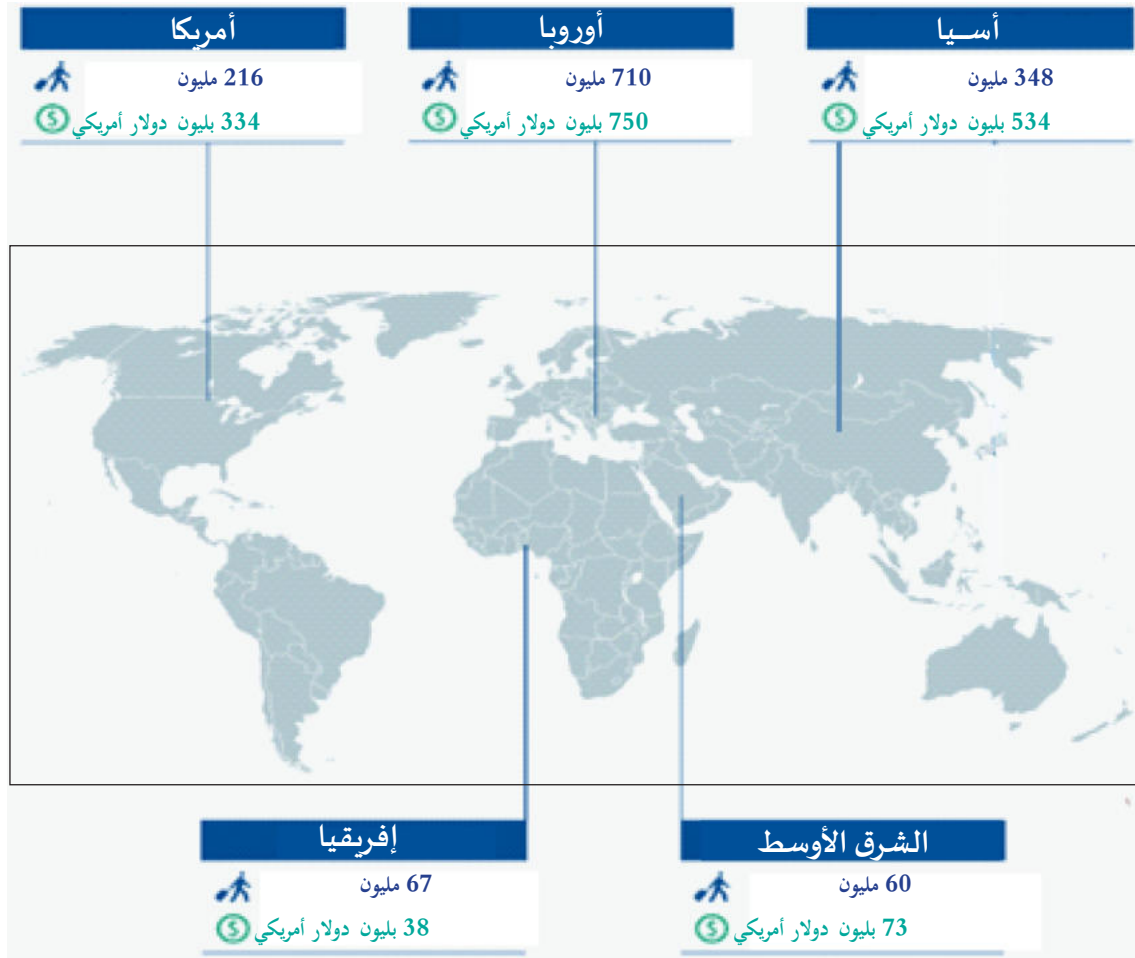 أســيا
348 مليون
534 بليون دولار أمريكي
أوروبا
710 مليون
750 بليون دولار أمريكي
أمريكا
216 مليون
334 بليون دولار أمريكي
الشرق الأوسط
60 مليون
73 بليون دولار أمريكي
إفريقيا
67 مليون
38 بليون دولار أمريكي